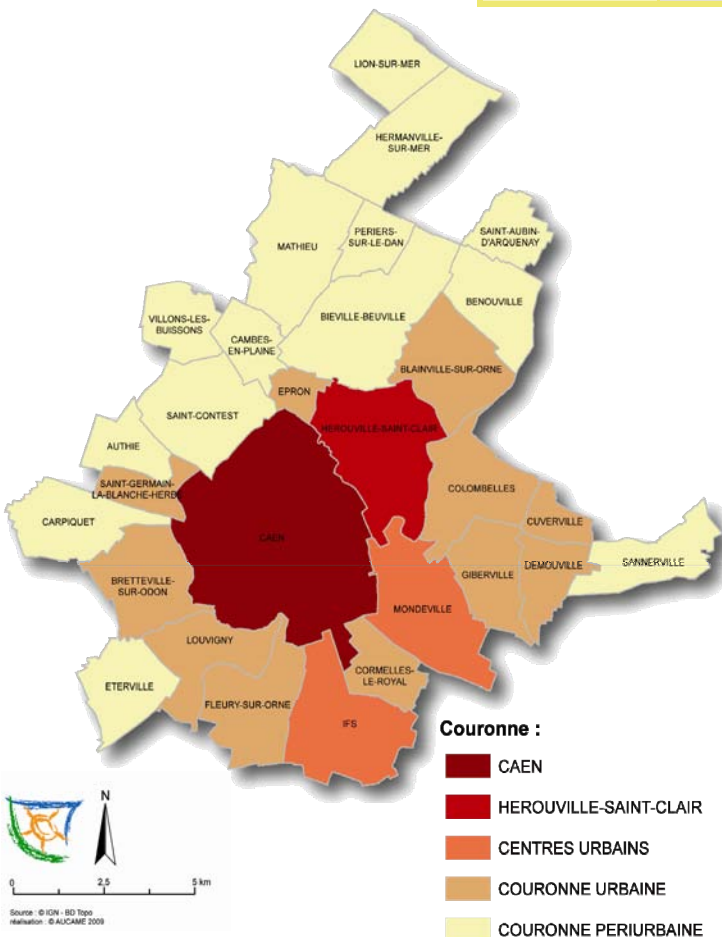 LION-SUR-MER
HERMANVILLE-
SUR-MER
MATHIEU
PERIERS-
SUR-LE-DAN
SAINT-AUBIN-
D'ARQUENAY
BENOUVILLE
VILLONS-LES-
BUISSONS
BIEVILLE-BEUVILLE
CAMBES-
EN-PLAINE
BLAINVILLE-SUR-ORNE
EPRON
SAINT-CONTEST
HEROUVILLE-SAINT-CLAIR
AUTHIE
SAINT-GERMAIN-
LA-BLANCHE-HERBE
COLOMBELLES
CARPIQUET
CUVERVILLE
CAEN
SANNERVILLE
DEMOUVILLE
GIBERVILLE
BRETTEVILLE-
SUR-ODON
MONDEVILLE
LOUVIGNY
CORMELLES-
LE-ROYAL
ETERVILLE
FLEURY-SUR-ORNE
IFS
Couronne :
CAEN
HEROUVILLE-SAINT-CLAIR
CENTRES URBAINS
COURONNE URBAINE
COURONNE PERIURBAINE
N
0 2,5 5 km
Source : © IGN - BD Topo
réalisation : © AUCAME 2009